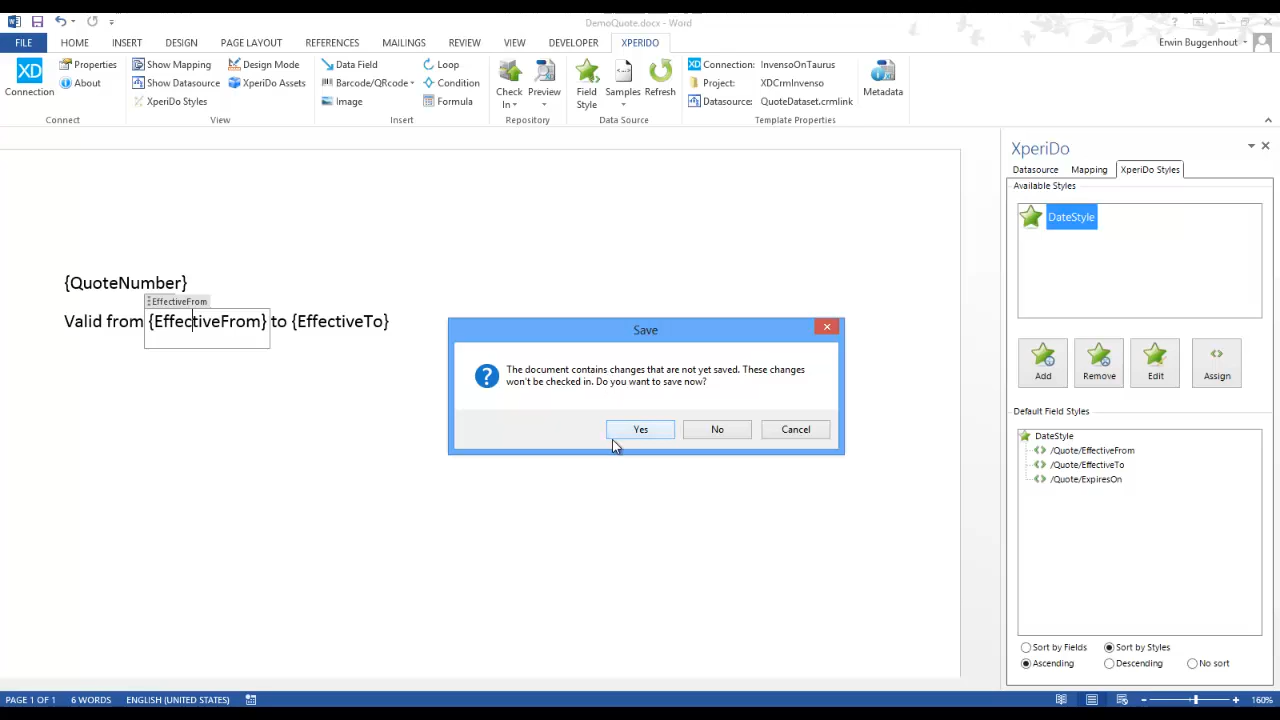 DemoQuote.docx - Word
FILE HOME INSERT DESIGN PAGE LAYOUT REFERENCES MAILINGS REVIEW VIEW DEVELOPER XPERIDO Erwin Buggenhout
XD Connection Properties About Connect
Show Mapping Design Mode
Show Datasource XperiDo Assets
XperiDo Styles
View
Data Field Loop
Barcode/QRcode Condition
Image Formula
Insert
Check In Preview
Repository
Field Style Samples Refresh
Data Source
Connection: InvensoOnTaurus
Project: XDCrmInvenso
Datasource: QuoteDataset.crmlink
Template Properties
Metadata
{QuoteNumber}
EffectiveFrom
Valid from {EffectiveFrom} to {EffectiveTo}
Save
The document contains changes that are not yet saved. These changes
won't be checked in. Do you want to save now?
Yes No Cancel
XperiDo
Datasource Mapping XperiDo Styles
Available Styles
DateStyle
Add Remove Edit Assign
Default Field Styles
DateStyle
/Quote/EffectiveFrom
/Quote/EffectiveTo
/Quote/ExpiresOn
Sort by Fields Sort by Styles
Ascending Descending No sort
PAGE 1 OF 1 6 WORDS ENGLISH (UNITED STATES) 160%